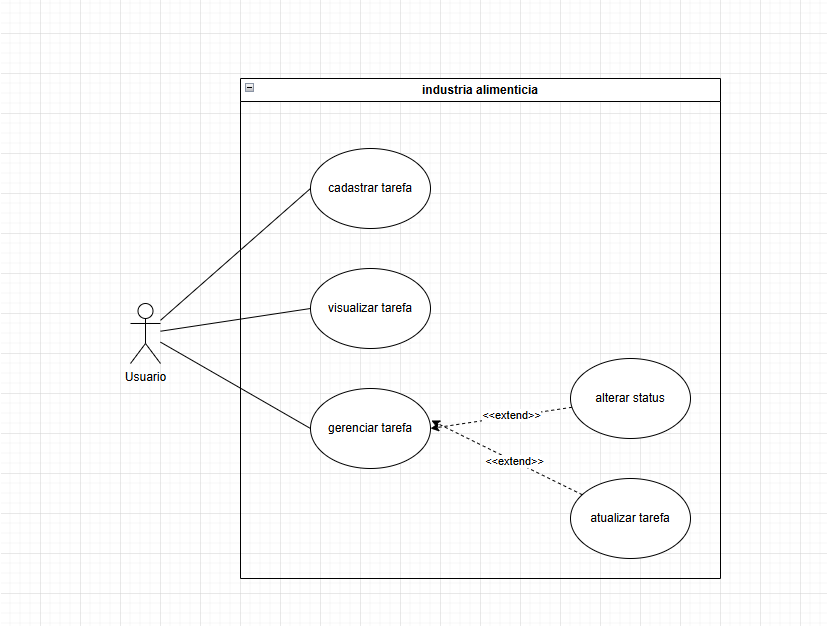 industria alimenticia
cadastrar tarefa
visualizar tarefa
Usuario
gerenciar tarefa
alterar status
<<extend>>
<<extend>>
atualizar tarefa